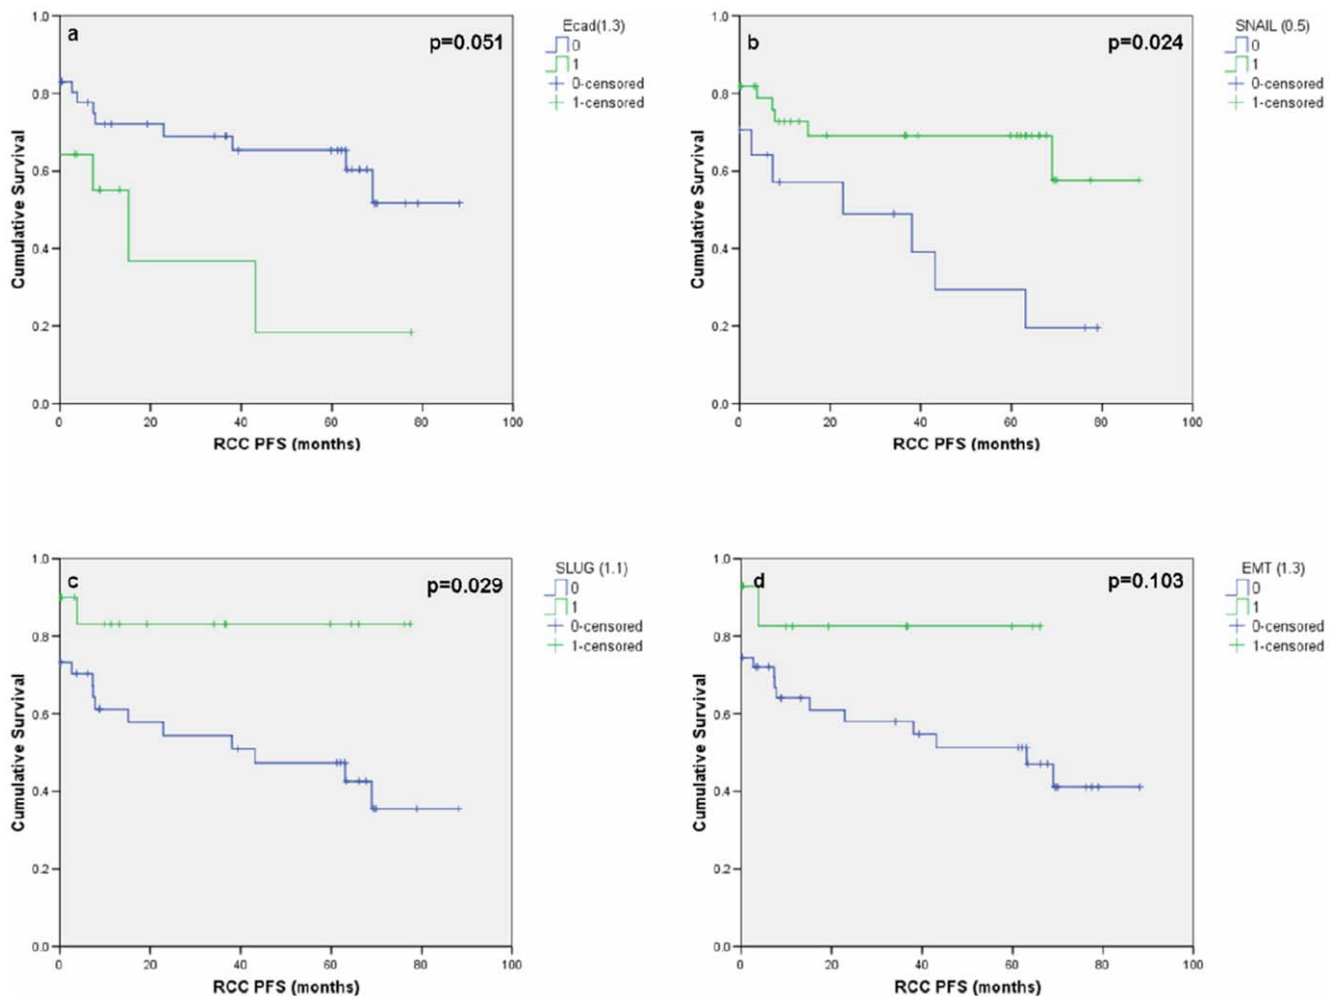 a
p=0.051
Ecad(1.3)
0
1
0-censored
1-censored
Cumulative Survival
1.0
0.8
0.6
0.4
0.2
0.0
0 20 40 60 80 100
RCC PFS (months)
b
p=0.024
SNAIL (0.5)
0
1
0-censored
1-censored
Cumulative Survival
1.0
0.8
0.6
0.4
0.2
0.0
0 20 40 60 80 100
RCC PFS (months)
c
p=0.029
SLUG (1.1)
0
1
0-censored
1-censored
Cumulative Survival
1.0
0.8
0.6
0.4
0.2
0.0
0 20 40 60 80 100
RCC PFS (months)
d
p=0.103
EMT (1.3)
0
1
0-censored
1-censored
Cumulative Survival
1.0
0.8
0.6
0.4
0.2
0.0
0 20 40 60 80 100
RCC PFS (months)